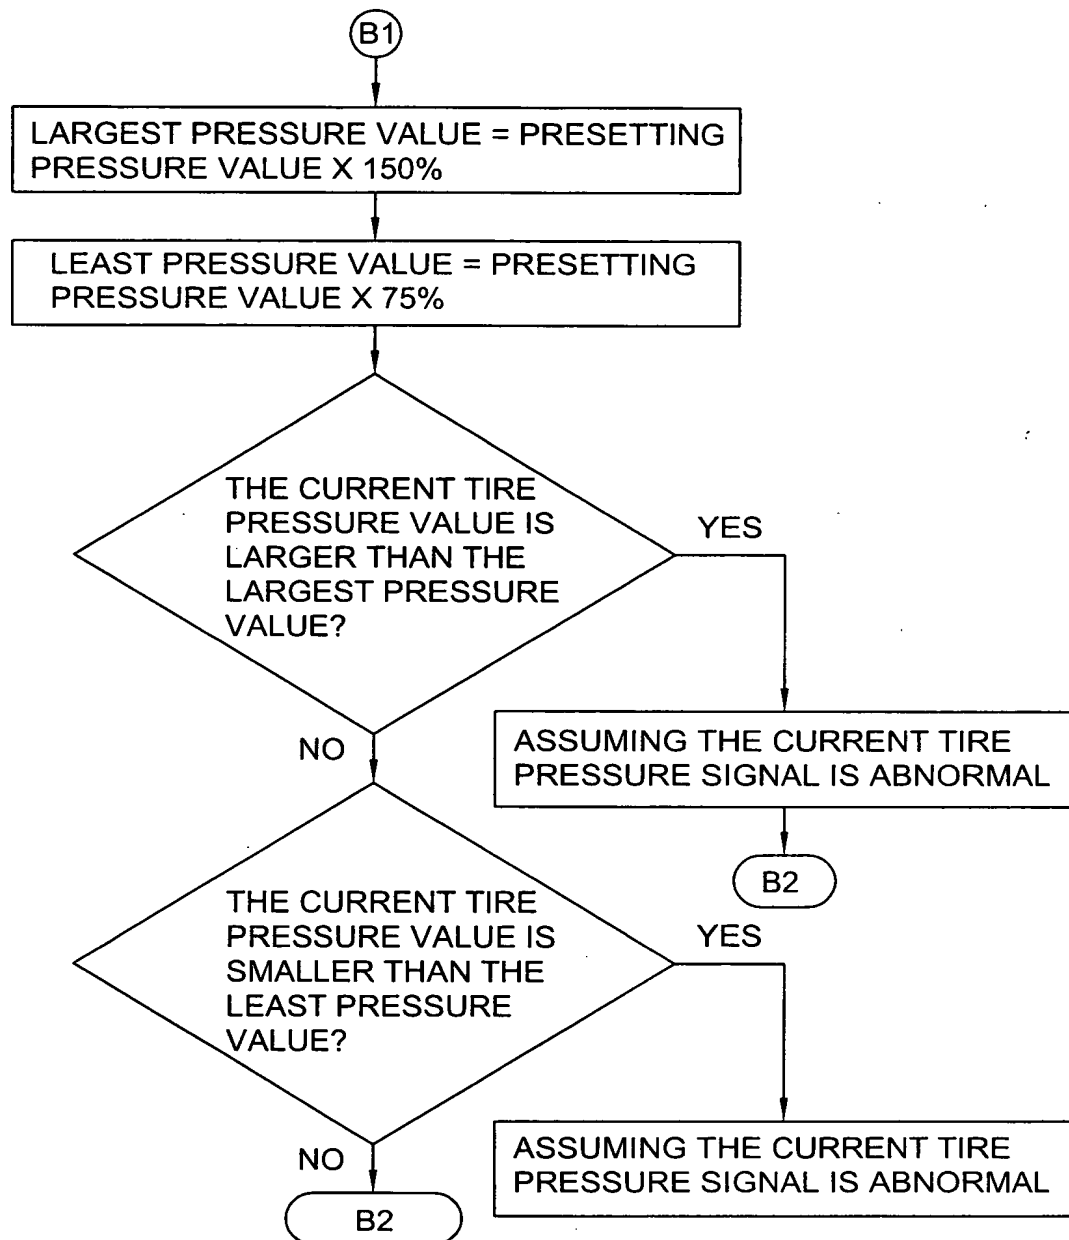 B1
LARGEST PRESSURE VALUE = PRESETTING
PRESSURE VALUE X 150%
LEAST PRESSURE VALUE = PRESETTING
PRESSURE VALUE X 75%
THE CURRENT TIRE
PRESSURE VALUE IS
LARGER THAN THE
LARGEST PRESSURE
VALUE?
YES
NO
ASSUMING THE CURRENT TIRE
PRESSURE SIGNAL IS ABNORMAL
B2
THE CURRENT TIRE
PRESSURE VALUE IS
SMALLER THAN THE
LEAST PRESSURE
VALUE?
YES
NO
ASSUMING THE CURRENT TIRE
PRESSURE SIGNAL IS ABNORMAL
B2